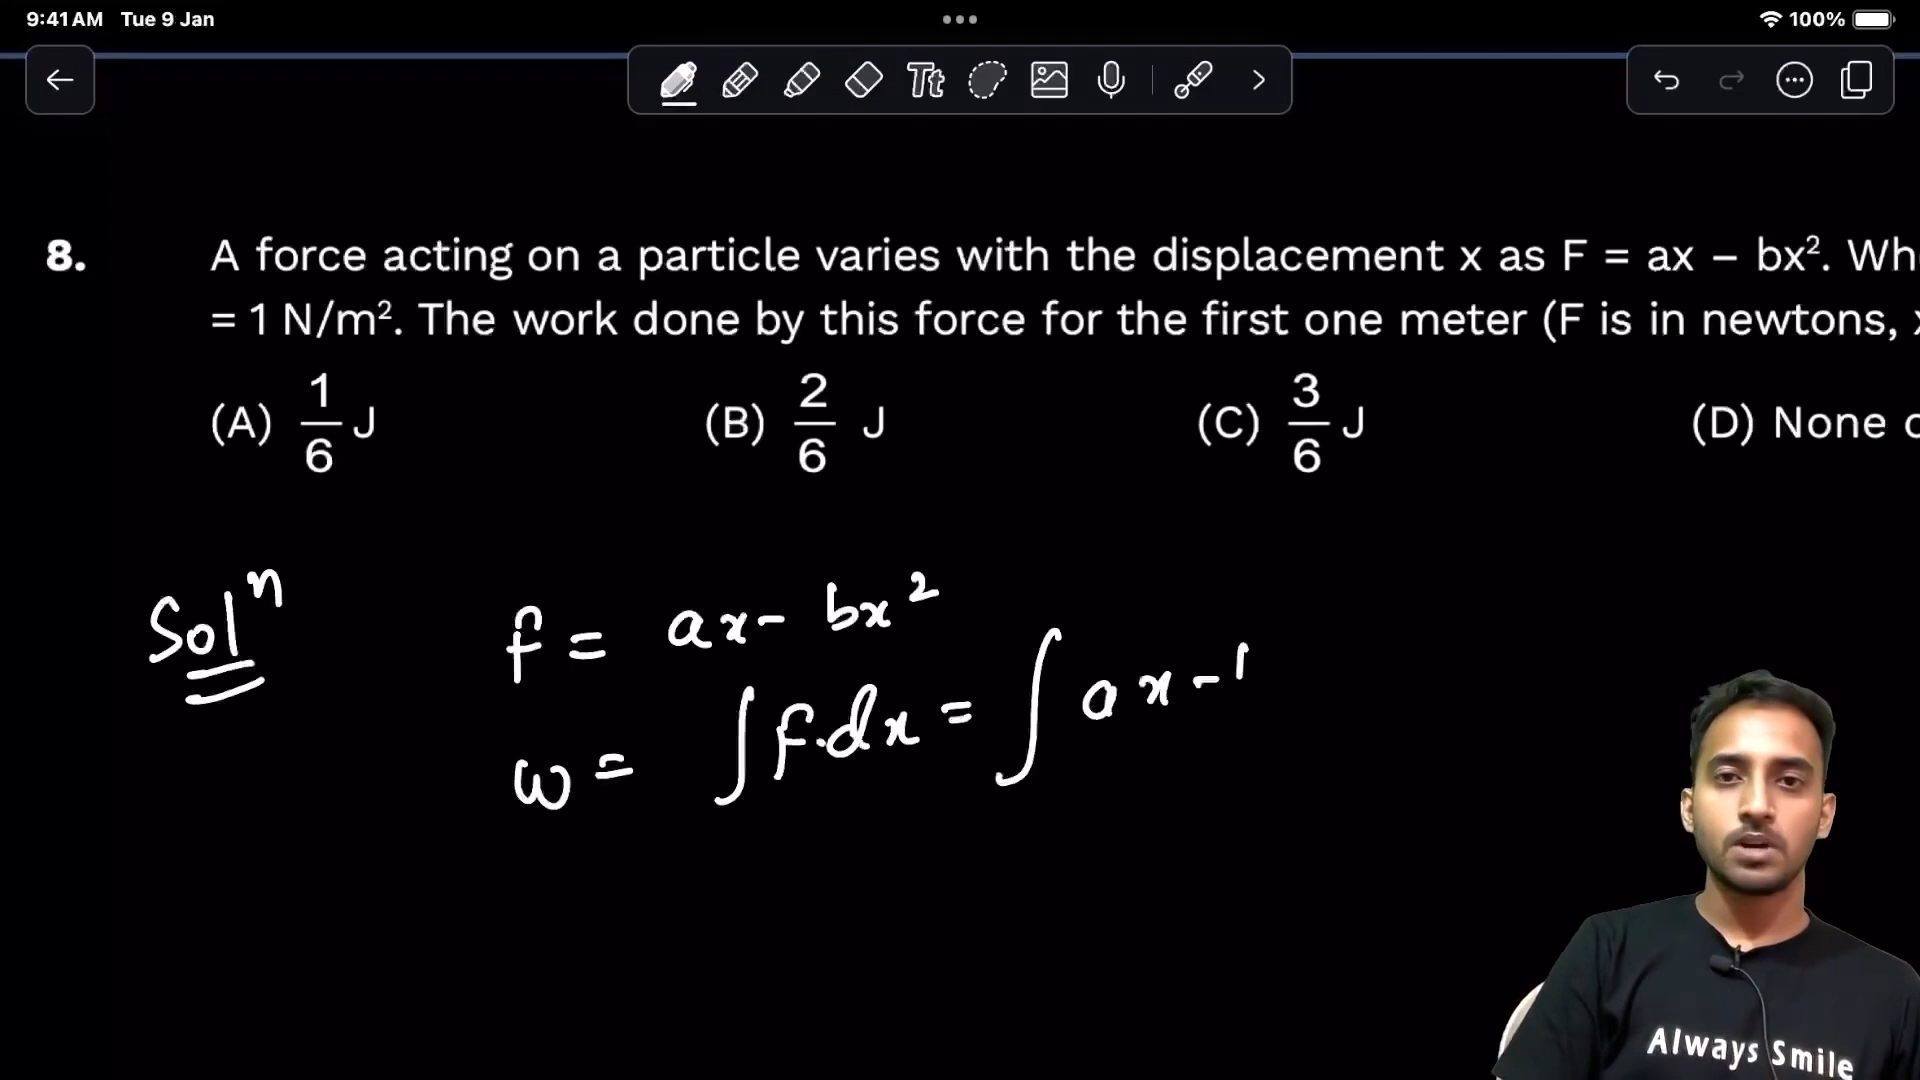 9:41 AM Tue 9 Jan
100%
Tt
8. A force acting on a particle varies with the displacement x as F = ax – bx². Wh
= 1 N/m². The work done by this force for the first one meter (F is in newtons, x
(A) 1/6 J (B) 2/6 J (C) 3/6 J (D) None
Solⁿ
f = ax - bx²
w = ∫ f.dx = ∫ ax - 
Always Smile